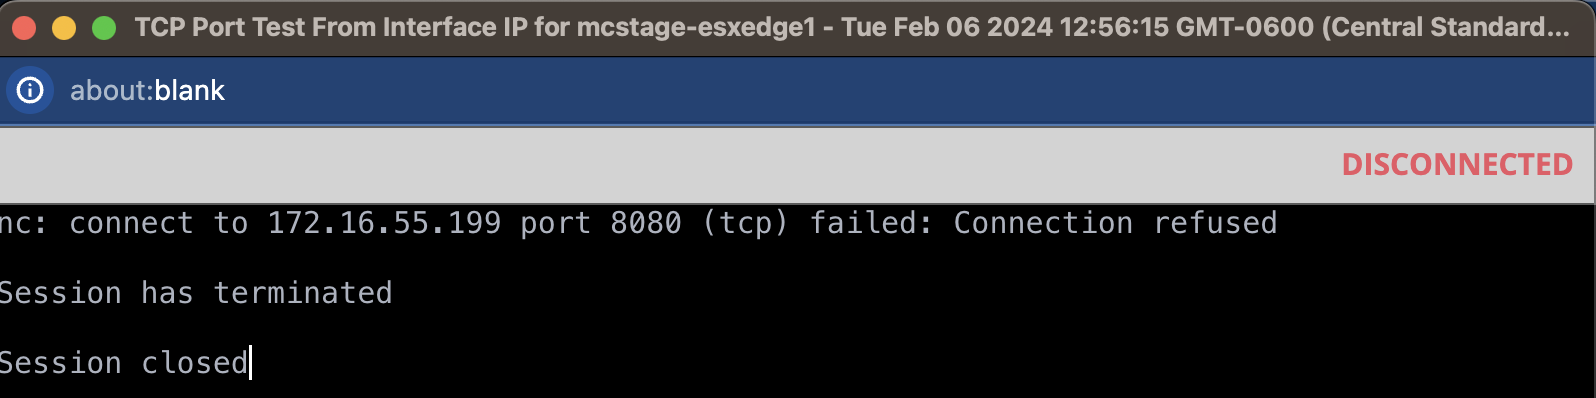 TCP Port Test From Interface IP for mcstage-esxedge1 - Tue Feb 06 2024 12:56:15 GMT-0600 (Central Standard...
about:blank
DISCONNECTED
nc: connect to 172.16.55.199 port 8080 (tcp) failed: Connection refused
Session has terminated
Session closed